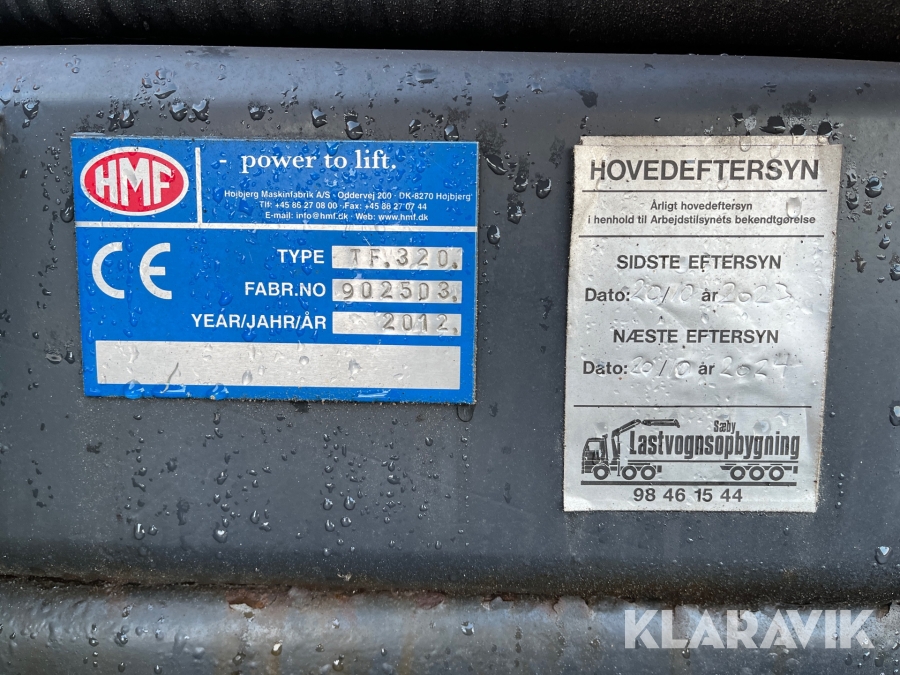 HMF
- power to lift.
Højbjerg Maskinfabrik A/S · Oddervej 200 · DK-8270 Højbjerg
Tlf: +45 86 27 08 00 · Fax: +45 86 27 07 44
E-mail: info@hmf.dk · Web: www.hmf.dk
CE
TYPE TF.320.
FABR.NO 902503.
YEAR/JAHR/ÅR 2012.
HOVEDEFTERSYN
Årligt hovedeftersyn
i henhold til Arbejdstilsynets bekendtgørelse
SIDSTE EFTERSYN
Dato: 20/10 år 2023
NÆSTE EFTERSYN
Dato: 20/10 år 2024
Sæby
Lastvognsopbygning
98 46 15 44
KLARAVIK